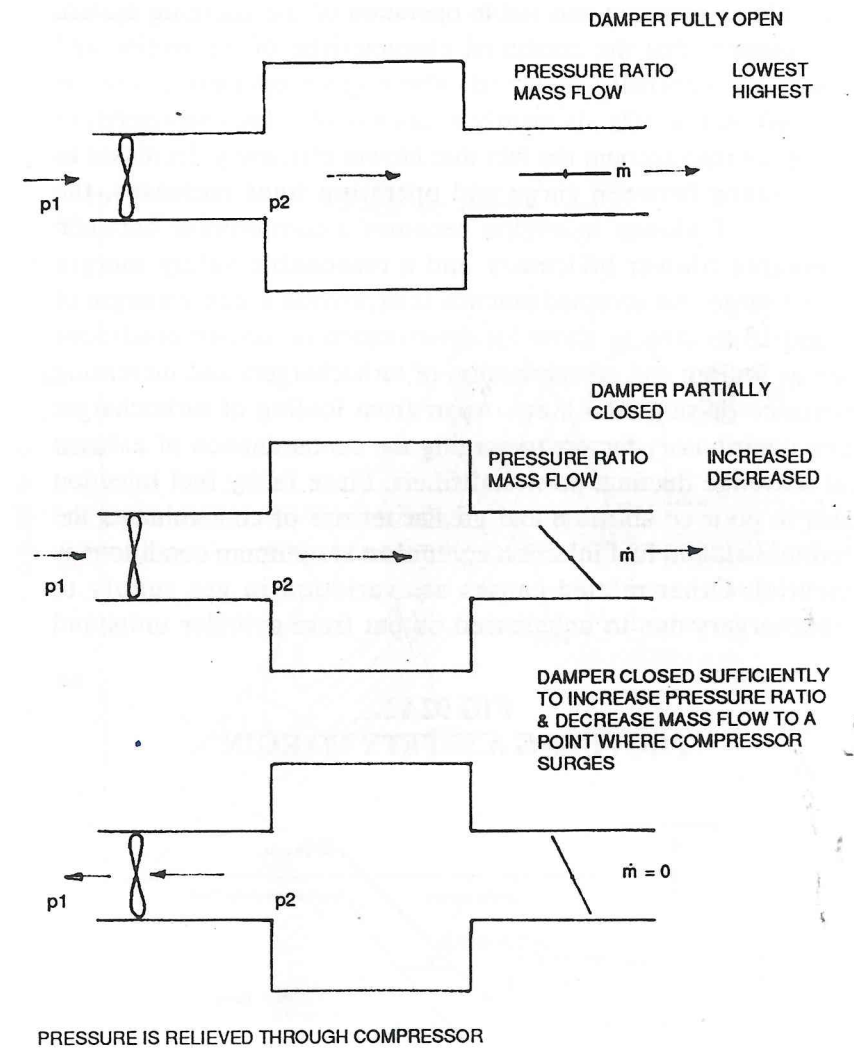 DAMPER FULLY OPEN
PRESSURE RATIO LOWEST
MASS FLOW HIGHEST
ṁ
p1 p2
DAMPER PARTIALLY
CLOSED
PRESSURE RATIO INCREASED
MASS FLOW DECREASED
ṁ
p1 p2
DAMPER CLOSED SUFFICIENTLY
TO INCREASE PRESSURE RATIO
& DECREASE MASS FLOW TO A
POINT WHERE COMPRESSOR
SURGES
ṁ = 0
p1 p2
PRESSURE IS RELIEVED THROUGH COMPRESSOR